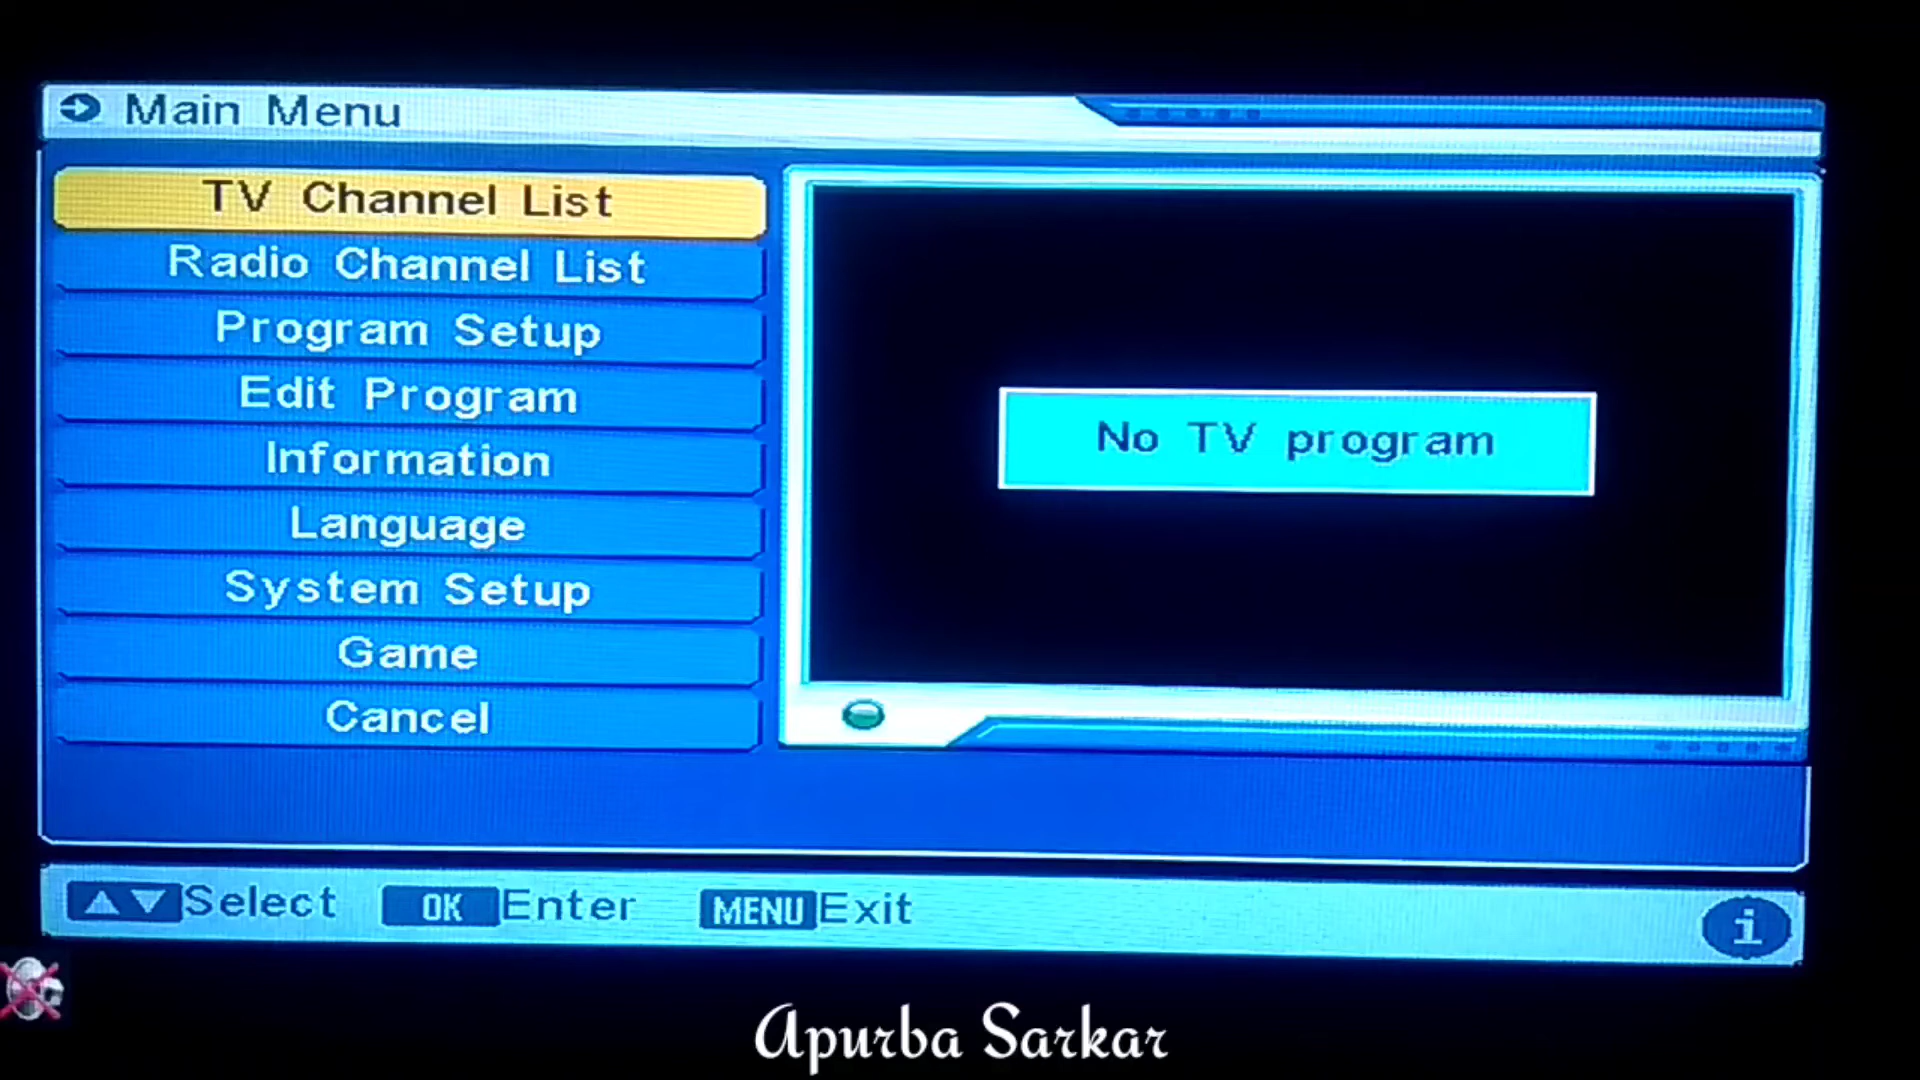 Main Menu
TV Channel List
Radio Channel List
Program Setup
Edit Program
Information
Language
System Setup
Game
Cancel
No TV program
Select OK Enter MENU Exit
i
Apurba Sarkar